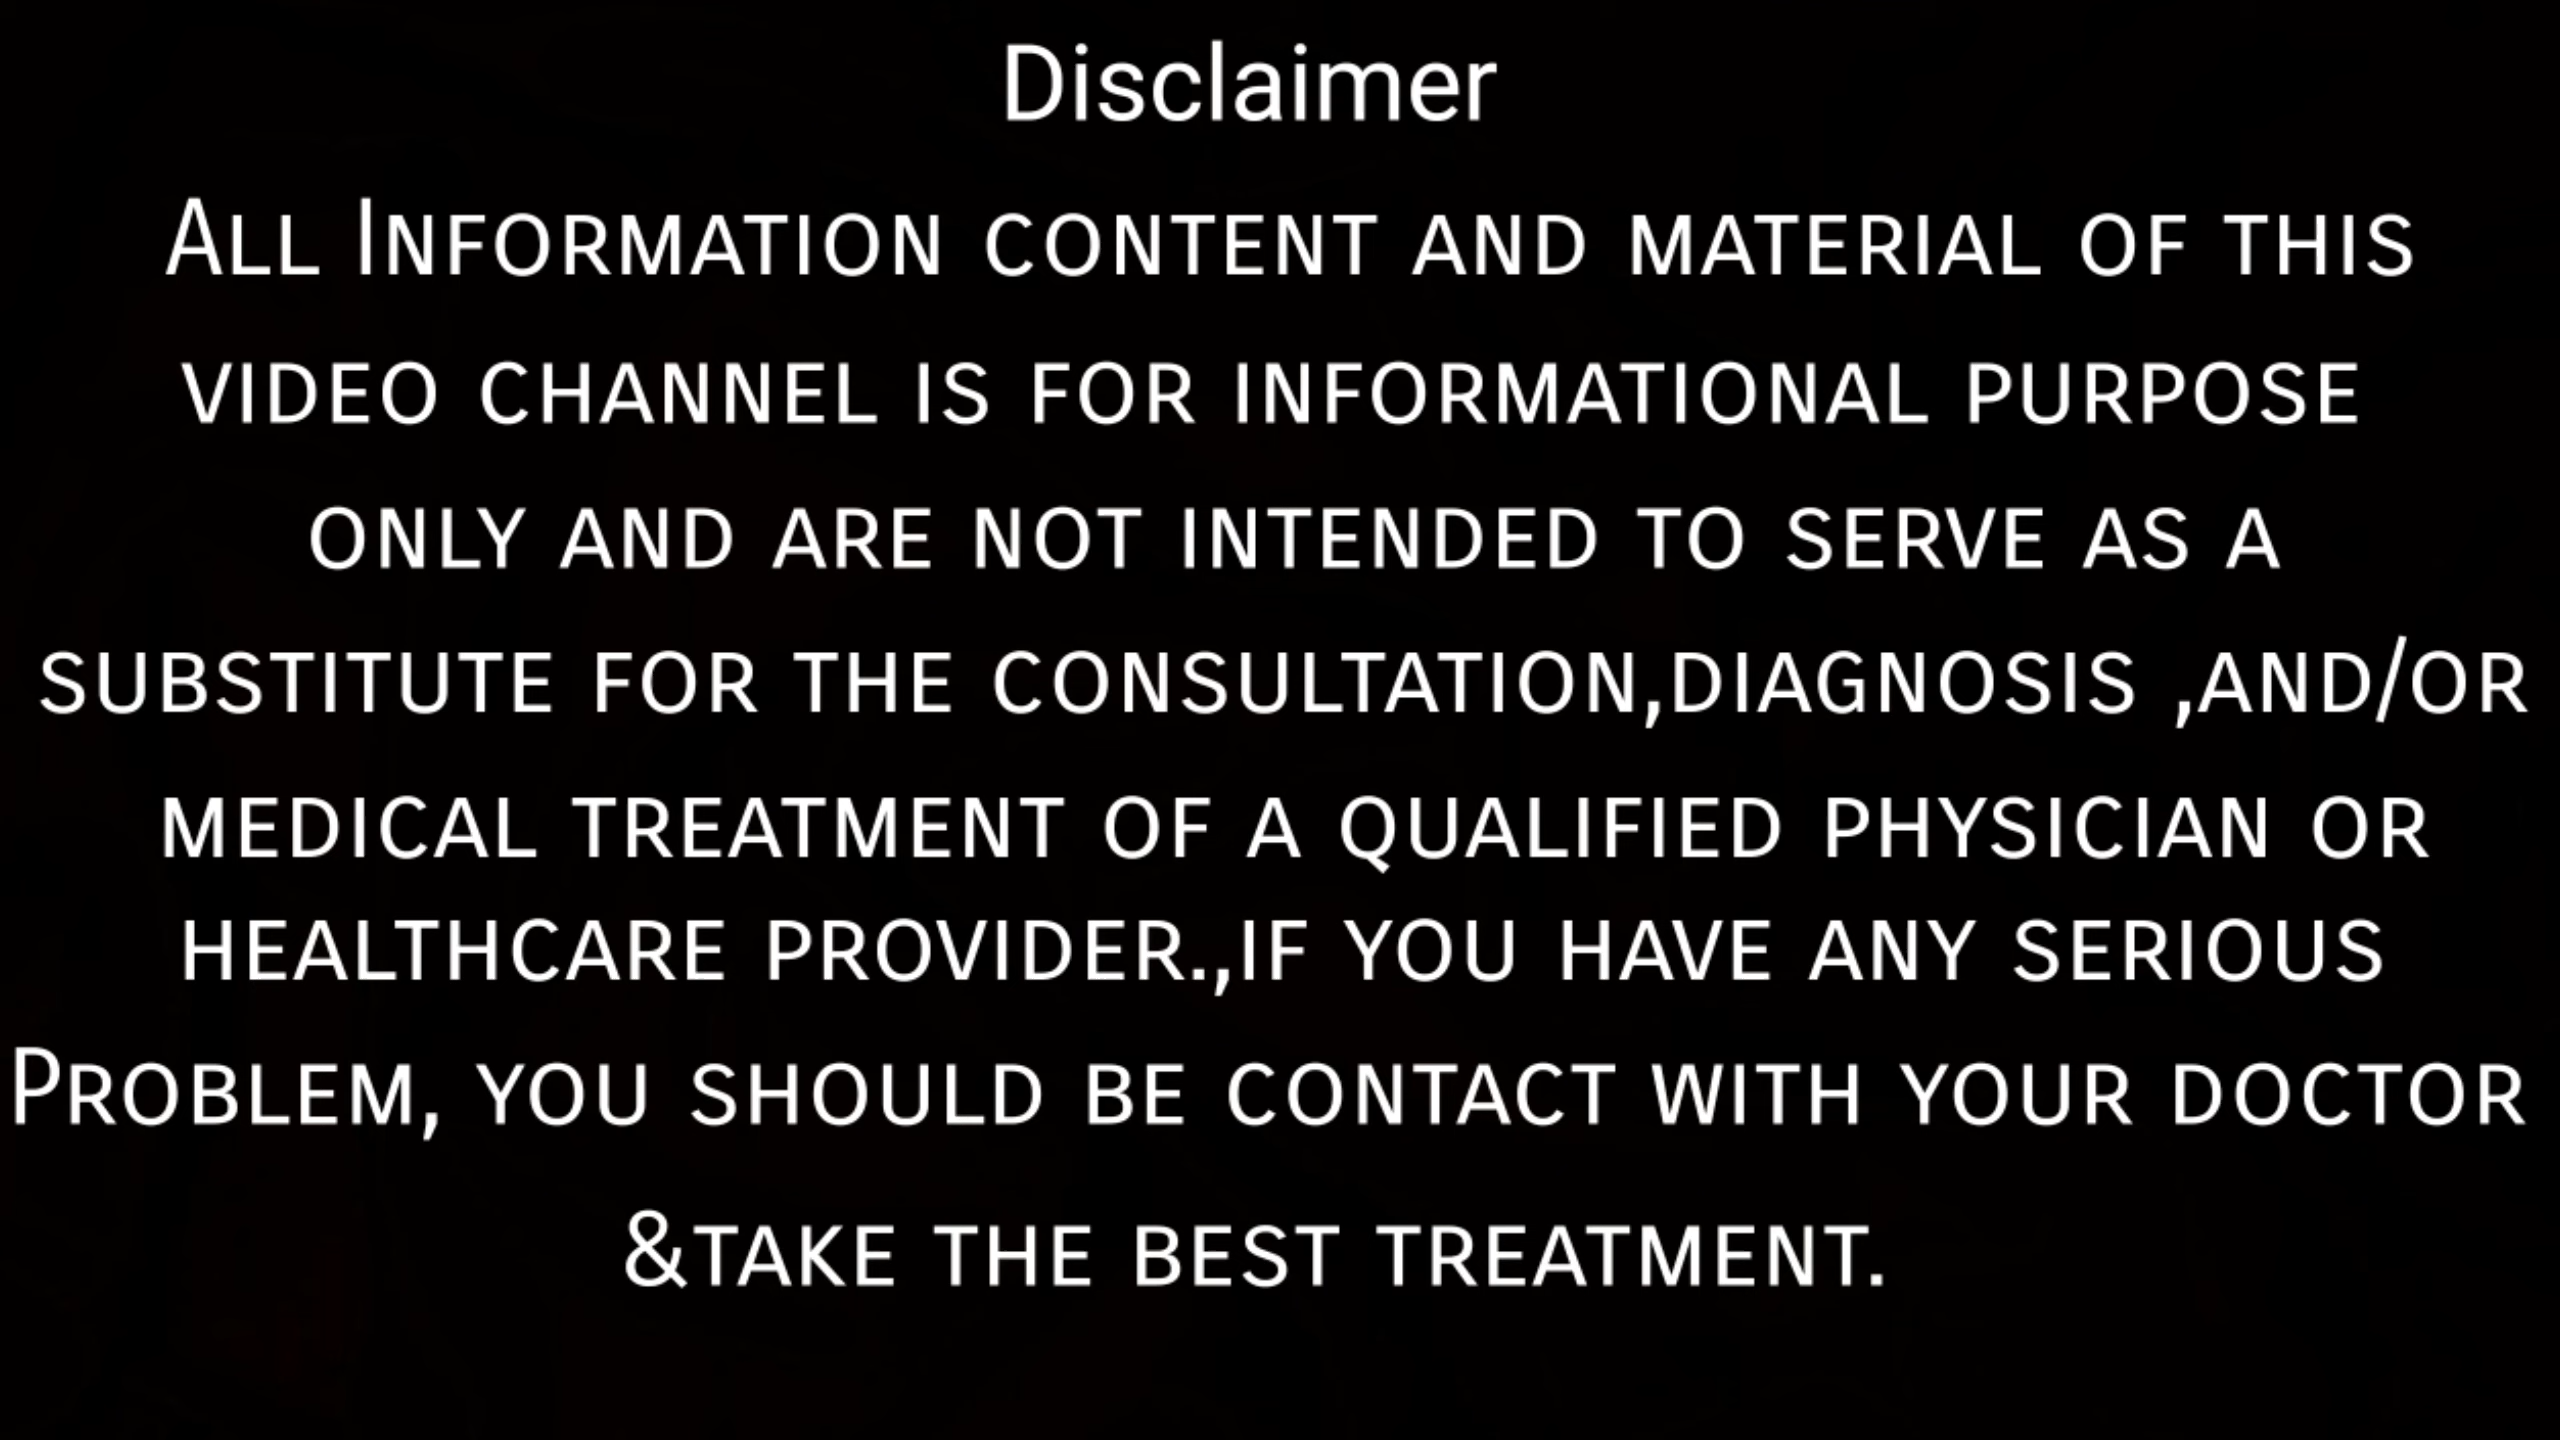 Disclaimer
All Information content and material of this
video channel is for informational purpose
only and are not intended to serve as a
substitute for the consultation,diagnosis ,and/or
medical treatment of a qualified physician or
healthcare provider.,if you have any serious
Problem, you should be contact with your doctor
&take the best treatment.